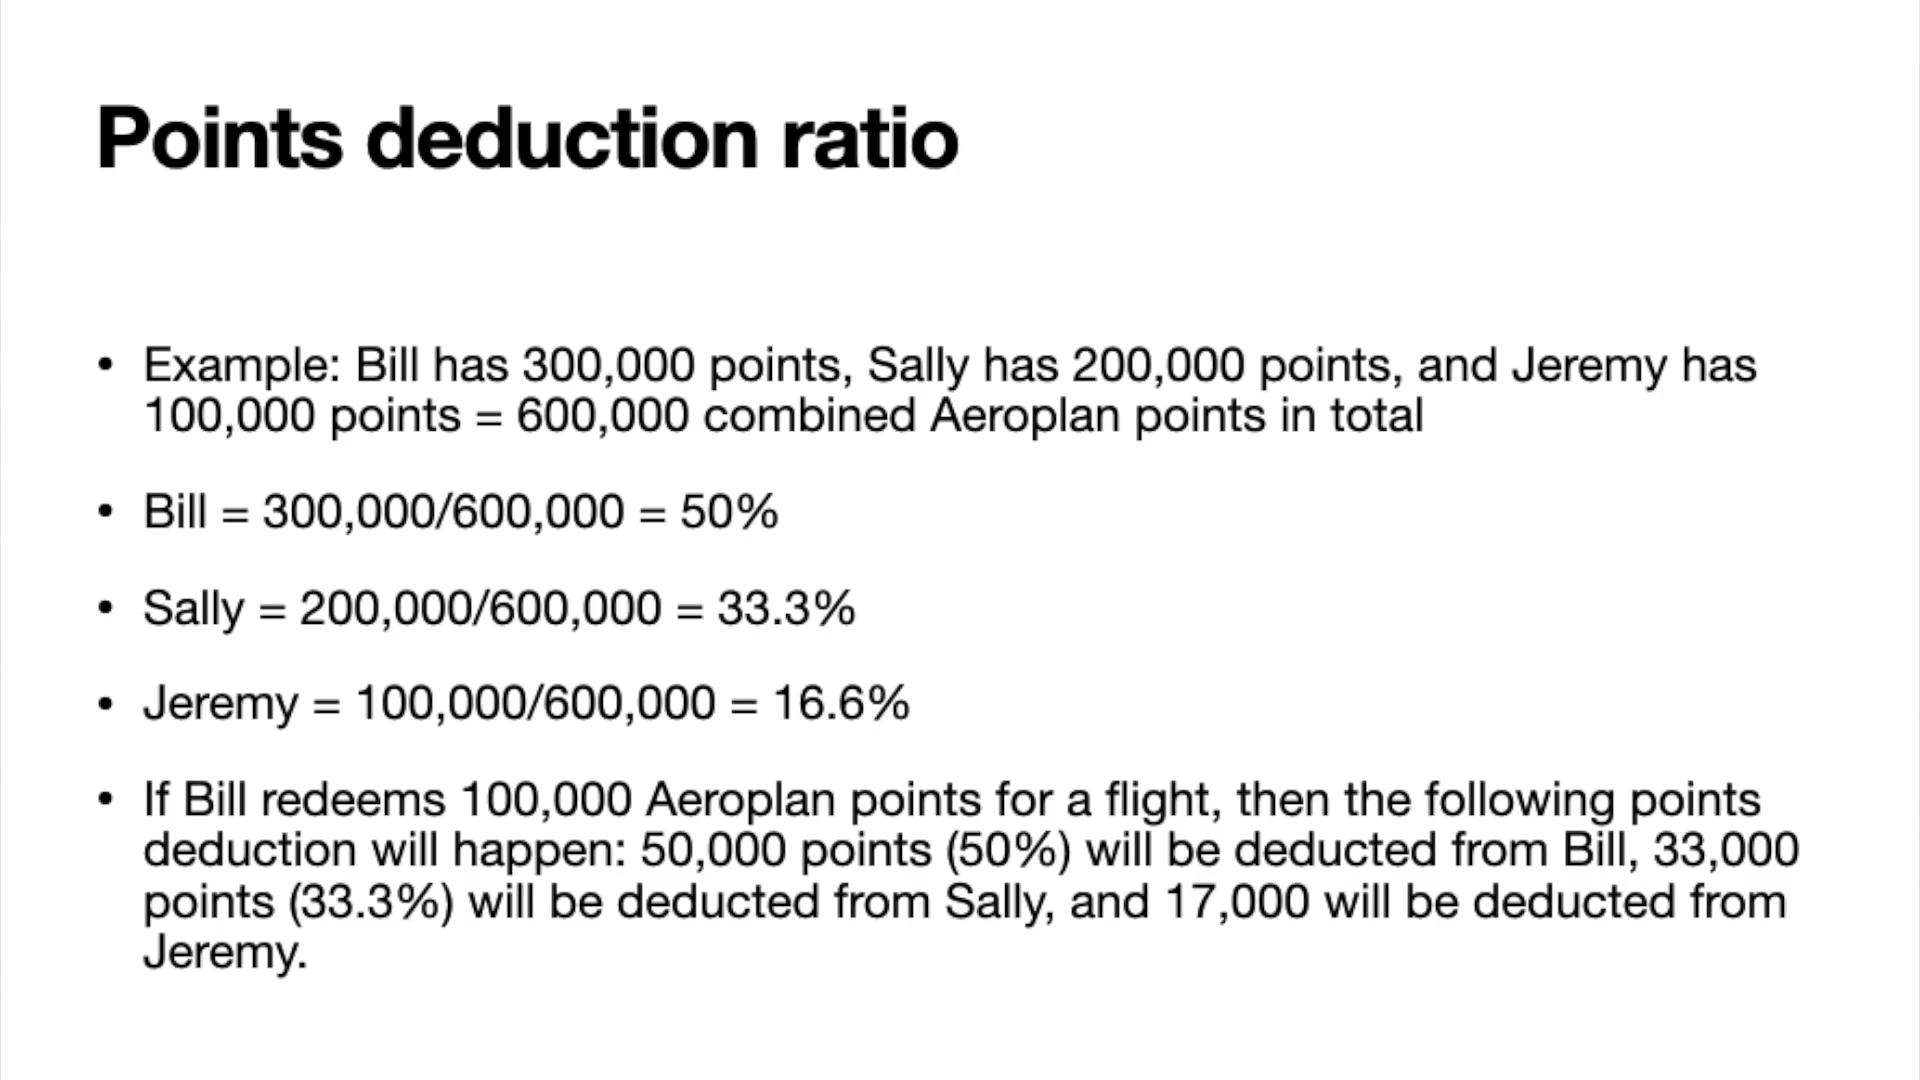 Points deduction ratio
• Example: Bill has 300,000 points, Sally has 200,000 points, and Jeremy has
100,000 points = 600,000 combined Aeroplan points in total
• Bill = 300,000/600,000 = 50%
• Sally = 200,000/600,000 = 33.3%
• Jeremy = 100,000/600,000 = 16.6%
• If Bill redeems 100,000 Aeroplan points for a flight, then the following points
deduction will happen: 50,000 points (50%) will be deducted from Bill, 33,000
points (33.3%) will be deducted from Sally, and 17,000 will be deducted from
Jeremy.